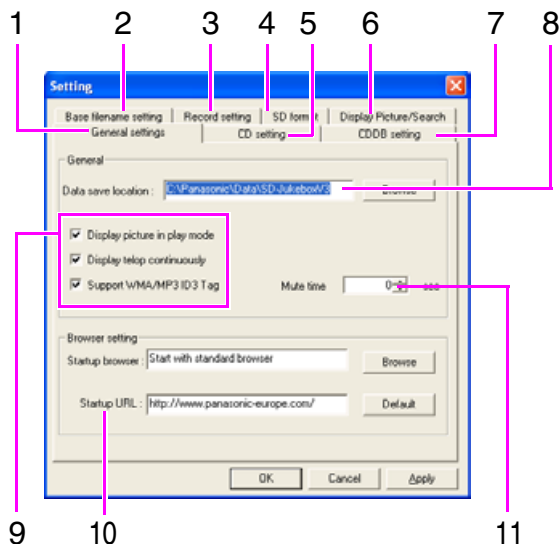 1 2 3 4 5 6 7 8
Setting
Base filename setting Record setting SD format Display Picture/Search
General settings CD setting CDDB setting
General
Data save location : C:\Panasonic\Data\SD-JukeboxV3 Browse
Display picture in play mode
Display telop continuously
Support WMA/MP3 ID3 Tag Mute time 0 sec
Browser setting
Startup browser : Start with standard browser Browse
Startup URL : http://www.panasonic-europe.com/ Default
OK Cancel Apply
9 10 11